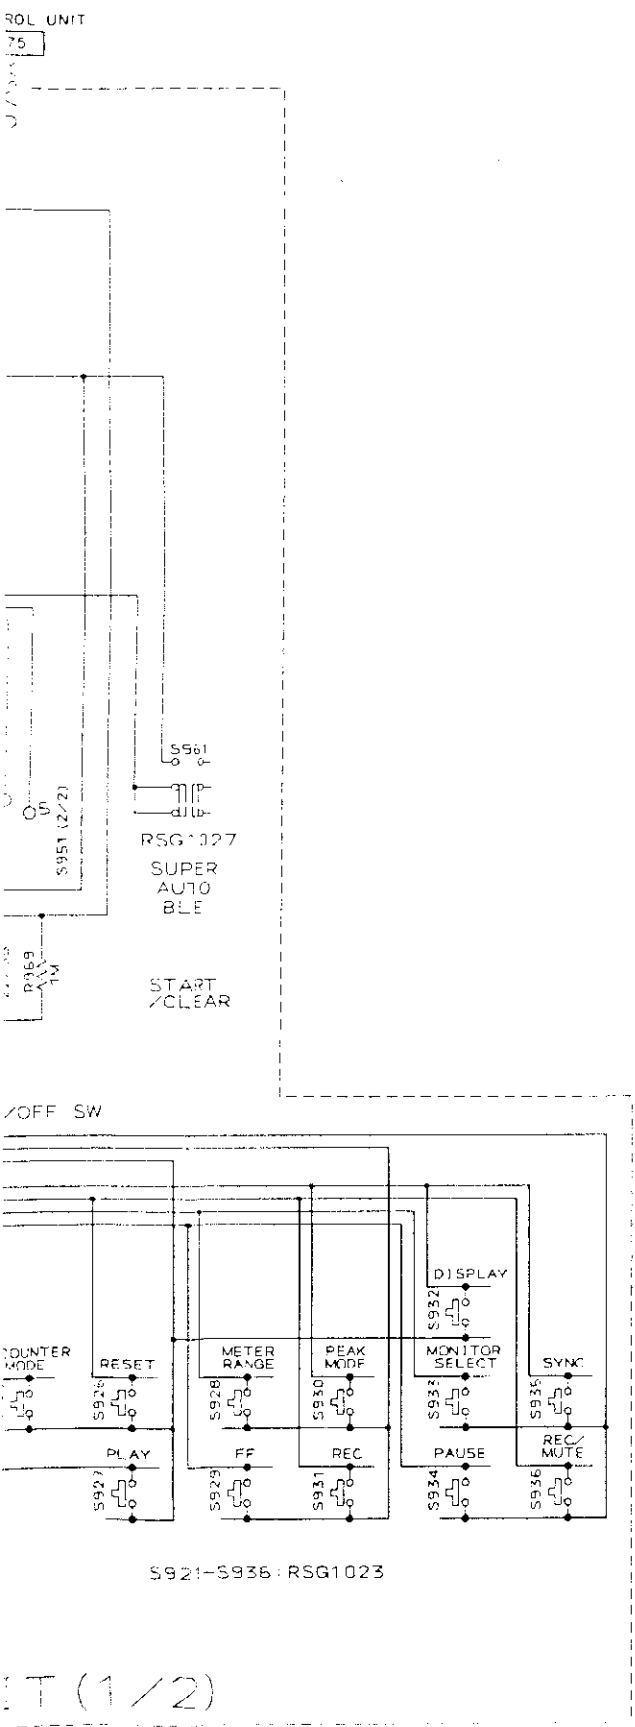 ROL UNIT
75
S961
S
S951 (2/2)
RSG1027
SUPER
AUTO
BLE
R969
1M
START
/CLEAR
/OFF SW
DISPLAY
S932
COUNTER
MODE
RESET
METER
RANGE
PEAK
MODE
MONITOR
SELECT
SYNC
S926
S928
S930
S933
S935
PLAY
FF
REC
PAUSE
REC/
MUTE
S927
S929
S931
S934
S936
S921-S936:RSG1023
IT (1/2)